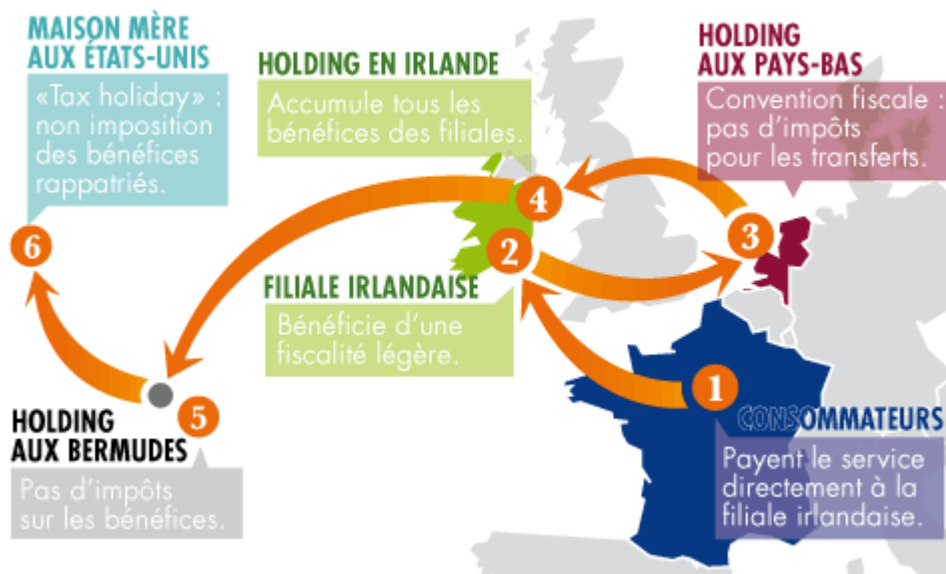 MAISON MÈRE
AUX ÉTATS-UNIS
«Tax holiday» :
non imposition
des bénéfices
rappatriés.
HOLDING EN IRLANDE
Accumule tous les
bénéfices des filiales.
HOLDING
AUX PAYS-BAS
Convention fiscale :
pas d'impôts
pour les transferts.
6
4
3
2
FILIALE IRLANDAISE
Bénéficie d'une
fiscalité légère.
1
CONSOMMATEURS
Payent le service
directement à la
filiale irlandaise.
5
HOLDING
AUX BERMUDES
Pas d'impôts
sur les bénéfices.